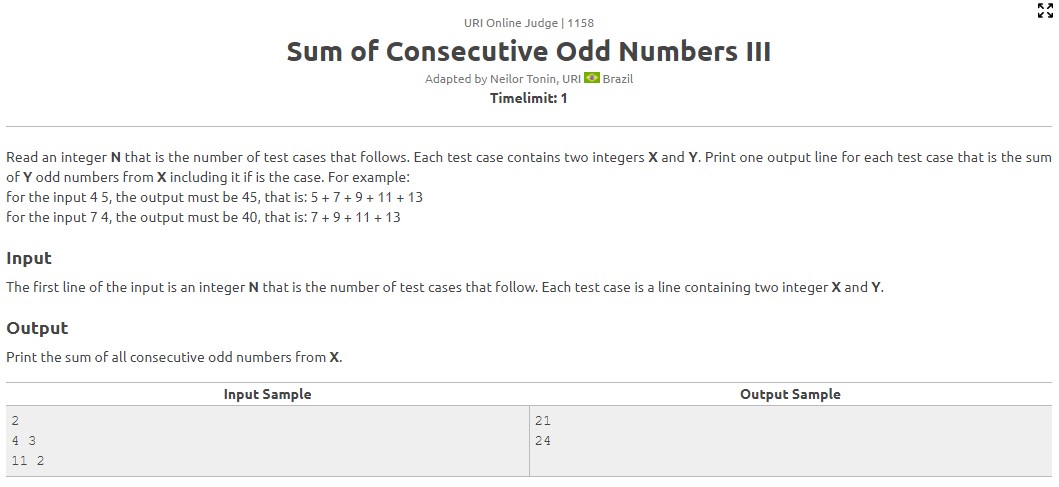 URI Online Judge | 1158
Sum of Consecutive Odd Numbers III
Adapted by Neilor Tonin, URI Brazil
Timelimit: 1
Read an integer N that is the number of test cases that follows. Each test case contains two integers X and Y. Print one output line for each test case that is the sum
of Y odd numbers from X including it if is the case. For example:
for the input 4 5, the output must be 45, that is: 5 + 7 + 9 + 11 + 13
for the input 7 4, the output must be 40, that is: 7 + 9 + 11 + 13
Input
The first line of the input is an integer N that is the number of test cases that follow. Each test case is a line containing two integer X and Y.
Output
Print the sum of all consecutive odd numbers from X.
Input Sample Output Sample
2 21
4 3 24
11 2